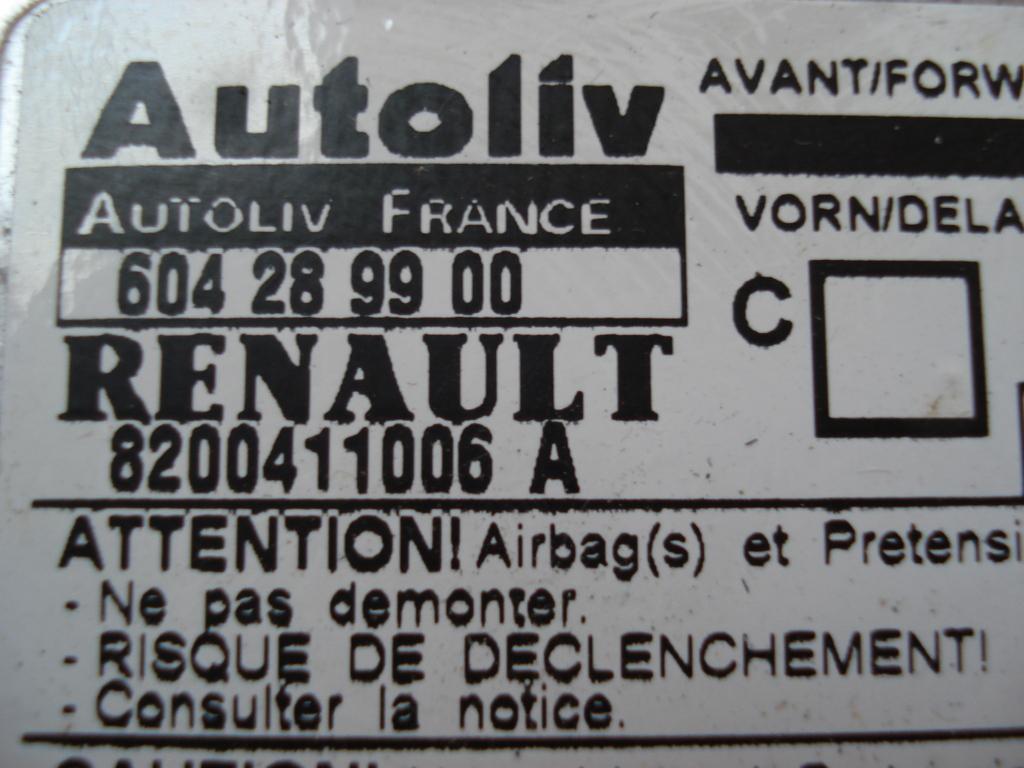 Autoliv
AUTOLIV FRANCE
604 28 99 00
RENAULT
8200411006 A
AVANT/FORW
VORN/DELA
C
ATTENTION! Airbag(s) et Pretensi
- Ne pas demonter.
- RISQUE DE DECLENCHEMENT!
- Consulter la notice.
CAUTION!